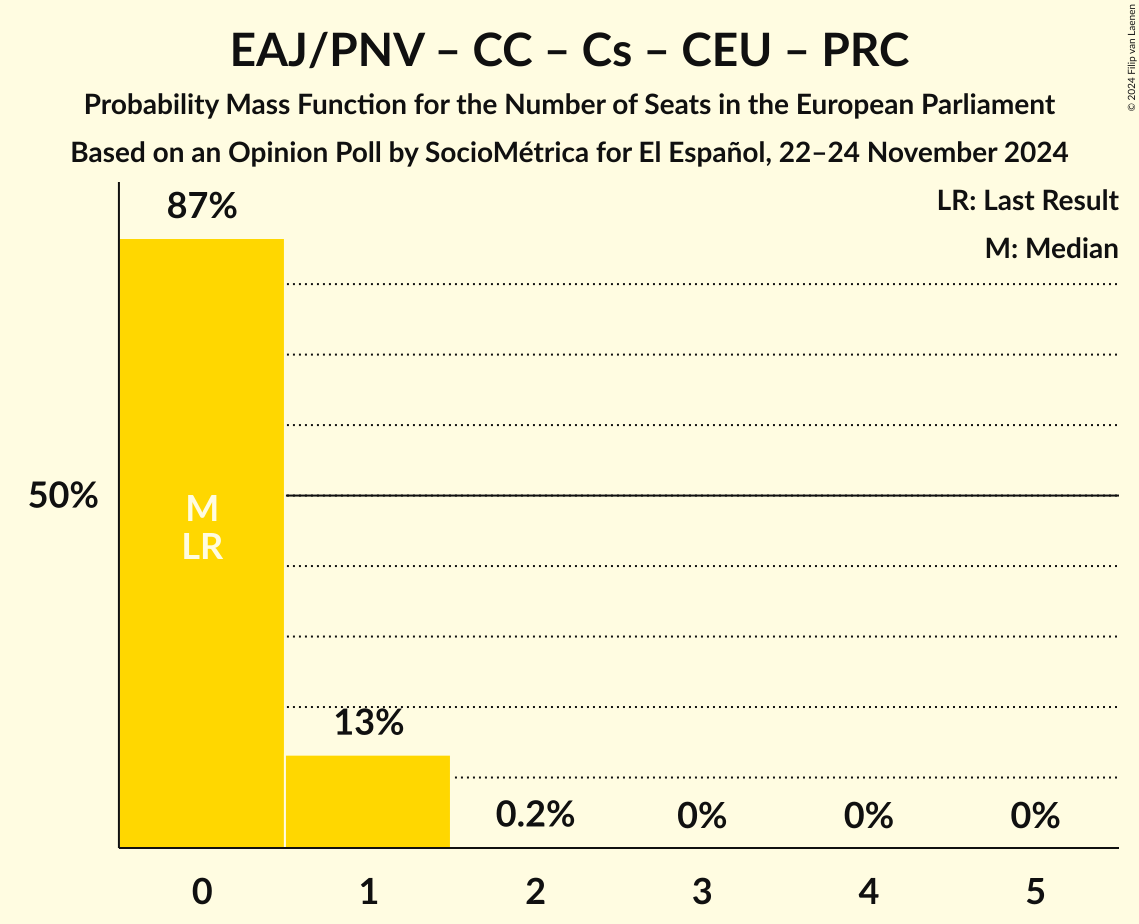 EAJ/PNV – CC – Cs – CEU – PRC
Probability Mass Function for the Number of Seats in the European Parliament
Based on an Opinion Poll by SocioMétrica for El Español, 22–24 November 2024
© 2024 Filip van Laenen
LR: Last Result
M: Median
87%
50%
M
LR
13%
0.2%
0%
0%
0%
0
1
2
3
4
5